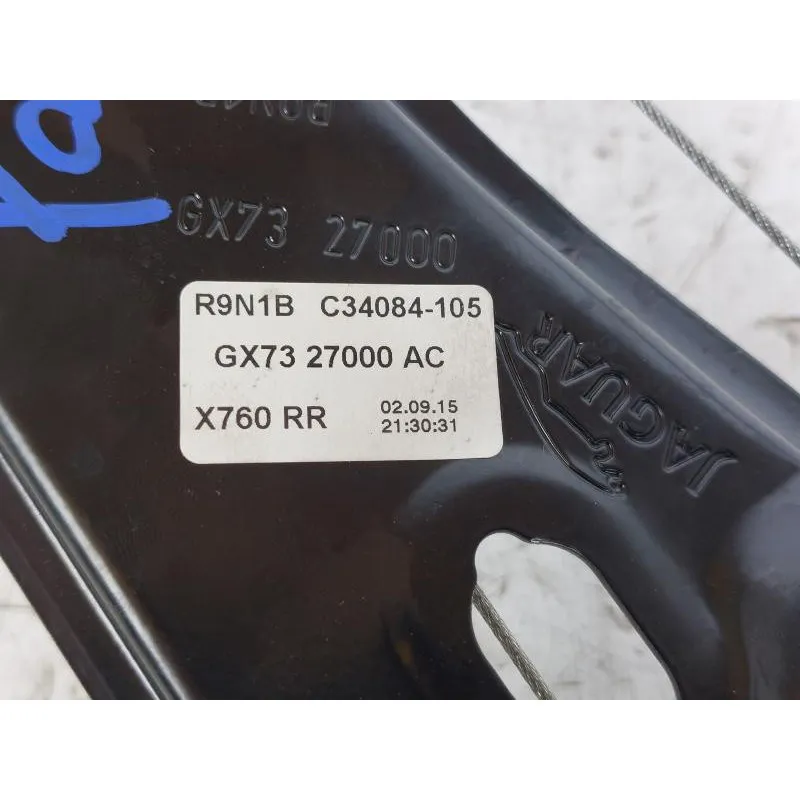 GX73 27000
R9N1B C34084-105
GX73 27000 AC
X760 RR 02.09.15
21:30:31
JAGUAR